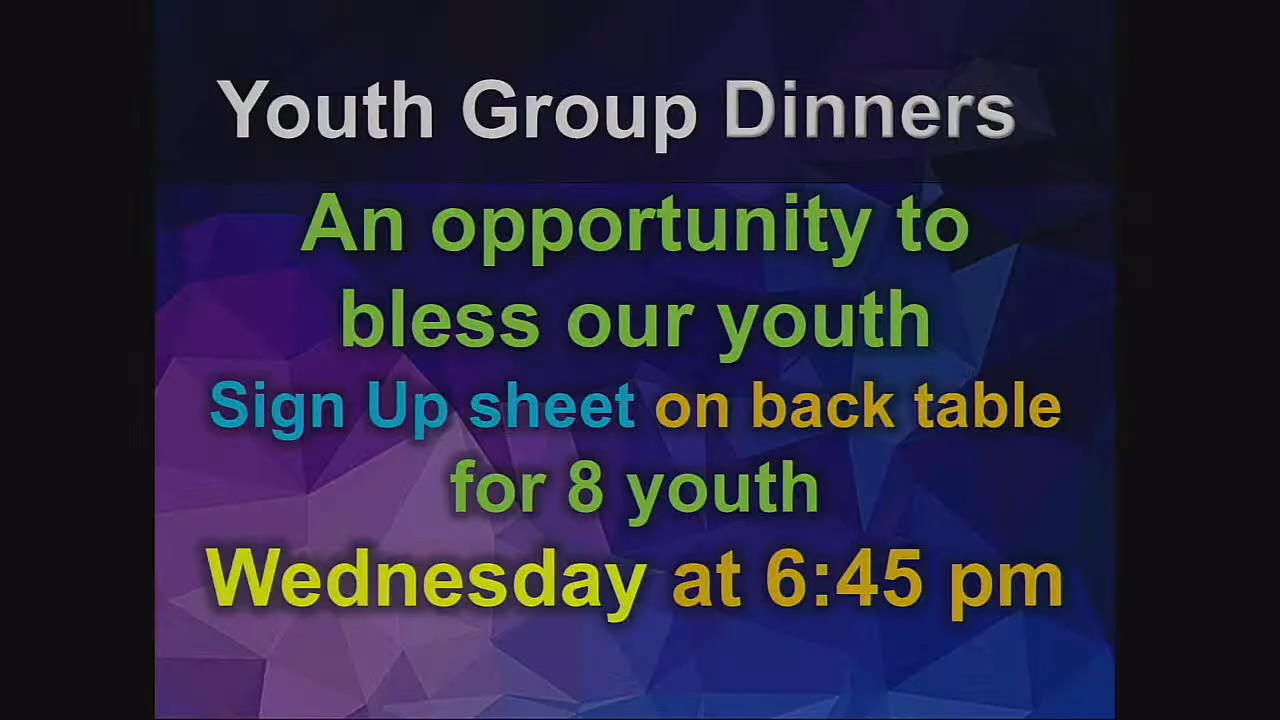 Youth Group Dinners
An opportunity to
bless our youth
Sign Up sheet on back table
for 8 youth
Wednesday at 6:45 pm